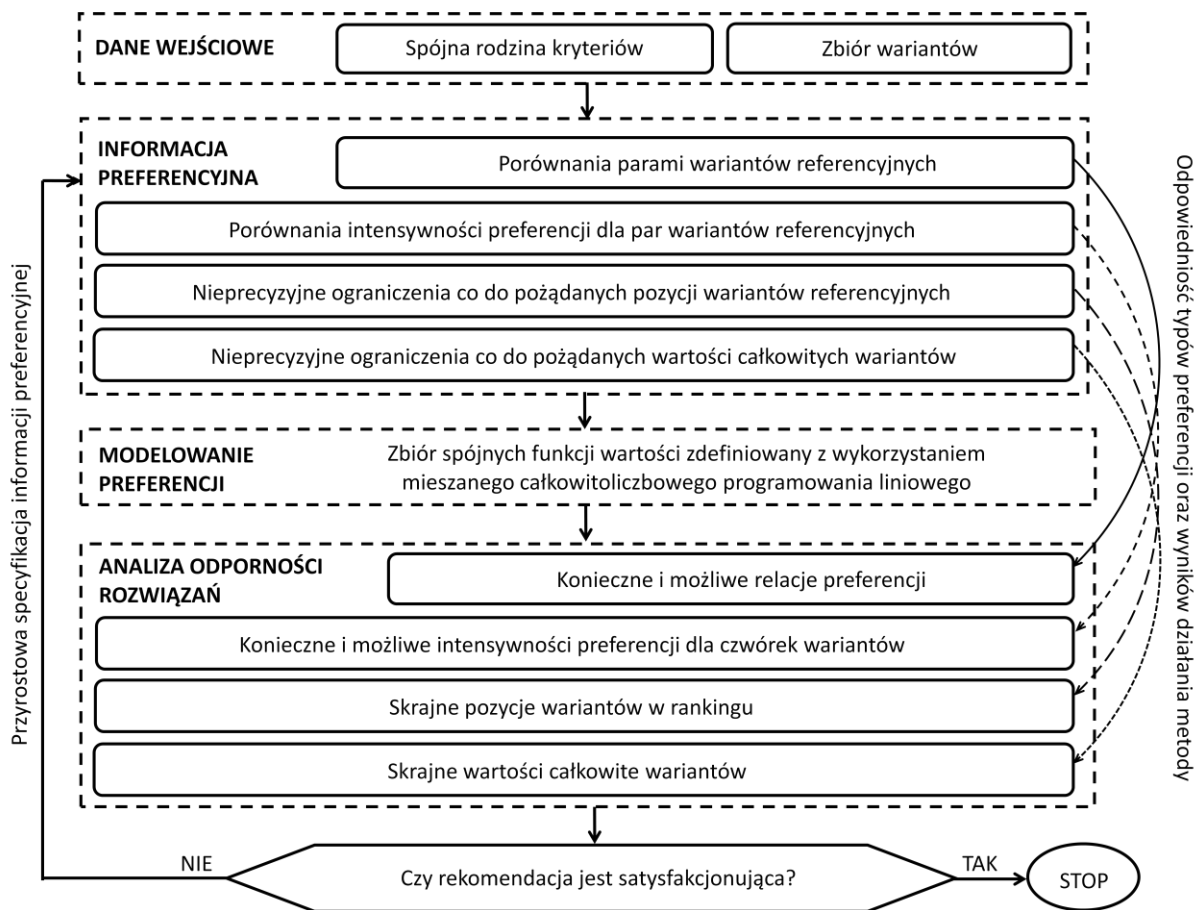 DANE WEJŚCIOWE
Spójna rodzina kryteriów
Zbiór wariantów
INFORMACJA
PREFERENCYJNA
Porównania parami wariantów referencyjnych
Porównania intensywności preferencji dla par wariantów referencyjnych
Nieprecyzyjne ograniczenia co do pożądanych pozycji wariantów referencyjnych
Nieprecyzyjne ograniczenia co do pożądanych wartości całkowitych wariantów
MODELOWANIE
PREFERENCJI
Zbiór spójnych funkcji wartości zdefiniowany z wykorzystaniem
mieszanego całkowitoliczbowego programowania liniowego
ANALIZA ODPORNOŚCI
ROZWIĄZAŃ
Konieczne i możliwe relacje preferencji
Konieczne i możliwe intensywności preferencji dla czwórek wariantów
Skrajne pozycje wariantów w rankingu
Skrajne wartości całkowite wariantów
NIE
Czy rekomendacja jest satysfakcjonująca?
TAK
STOP
Przyrostowa specyfikacja informacji preferencyjnej
Odpowiedniość typów preferencji oraz wyników działania metody